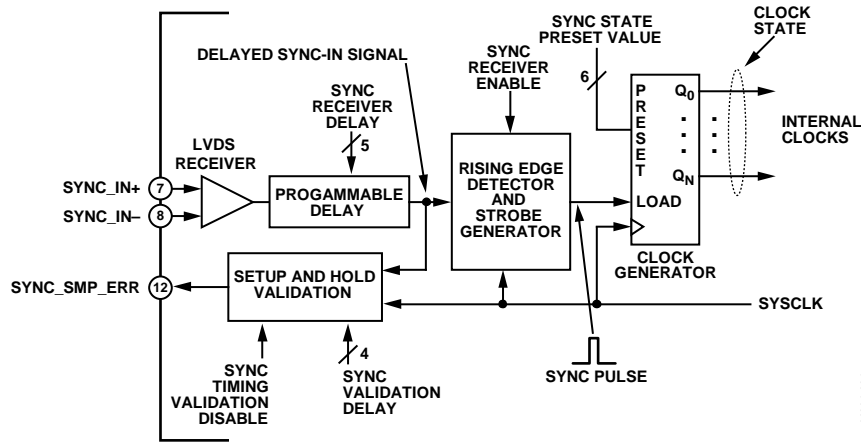 DELAYED SYNC-IN SIGNAL
SYNC
RECEIVER
DELAY
5
SYNC
RECEIVER
ENABLE
SYNC STATE
PRESET VALUE
6
CLOCK
STATE
LVDS
RECEIVER
SYNC_IN+
7
SYNC_IN–
8
PROGAMMABLE
DELAY
RISING EDGE
DETECTOR
AND
STROBE
GENERATOR
PRESET
Q0
QN
LOAD
INTERNAL
CLOCKS
CLOCK
GENERATOR
SYNC_SMP_ERR
12
SETUP AND HOLD
VALIDATION
SYSCLK
SYNC
TIMING
VALIDATION
DISABLE
4
SYNC
VALIDATION
DELAY
SYNC PULSE